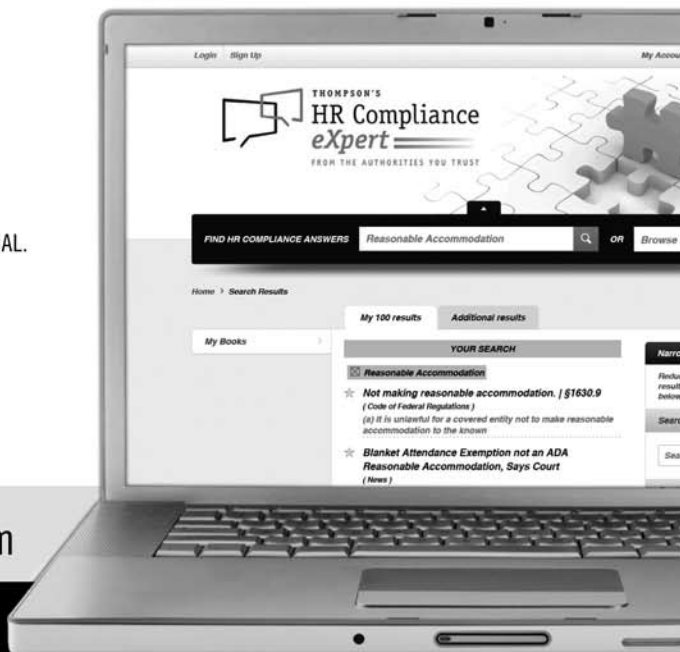 Login Sign Up
My Accou
THOMPSON'S
HR Compliance
eXpert
FROM THE AUTHORITIES YOU TRUST
AL.
FIND HR COMPLIANCE ANSWERS Reasonable Accommodation OR Browse
Home > Search Results
My 100 results Additional results
My Books
YOUR SEARCH
Reasonable Accommodation
Not making reasonable accommodation. | §1630.9
( Code of Federal Regulations )
(a) It is unlawful for a covered entity not to make reasonable
accommodation to the known
Blanket Attendance Exemption not an ADA
Reasonable Accommodation, Says Court
( News )
Narro
Reduc
result
below
Searc
Sea
m